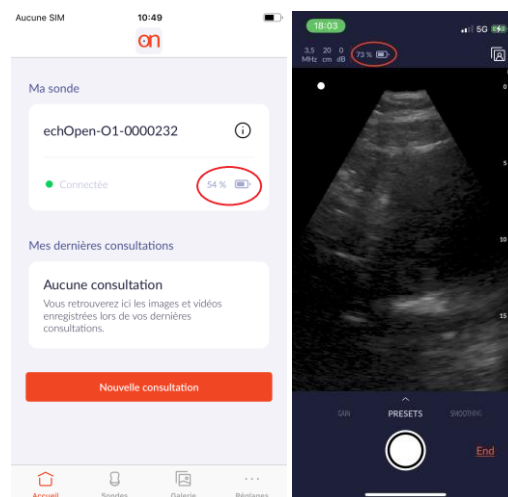 Aucune SIM
10:49
on
Ma sonde
echOpen-O1-0000232
Connectée
54 %
Mes dernières consultations
Aucune consultation
Vous retrouverez ici les images et vidéos
enregistrées lors de vos dernières
consultations.
Nouvelle consultation
Accueil
Sondes
Galerie
Réglages
18:03
5G
3.5 20 0
MHz cm dB
73 %
0
5
10
15
GAIN
PRESETS
SMOOTHING
End